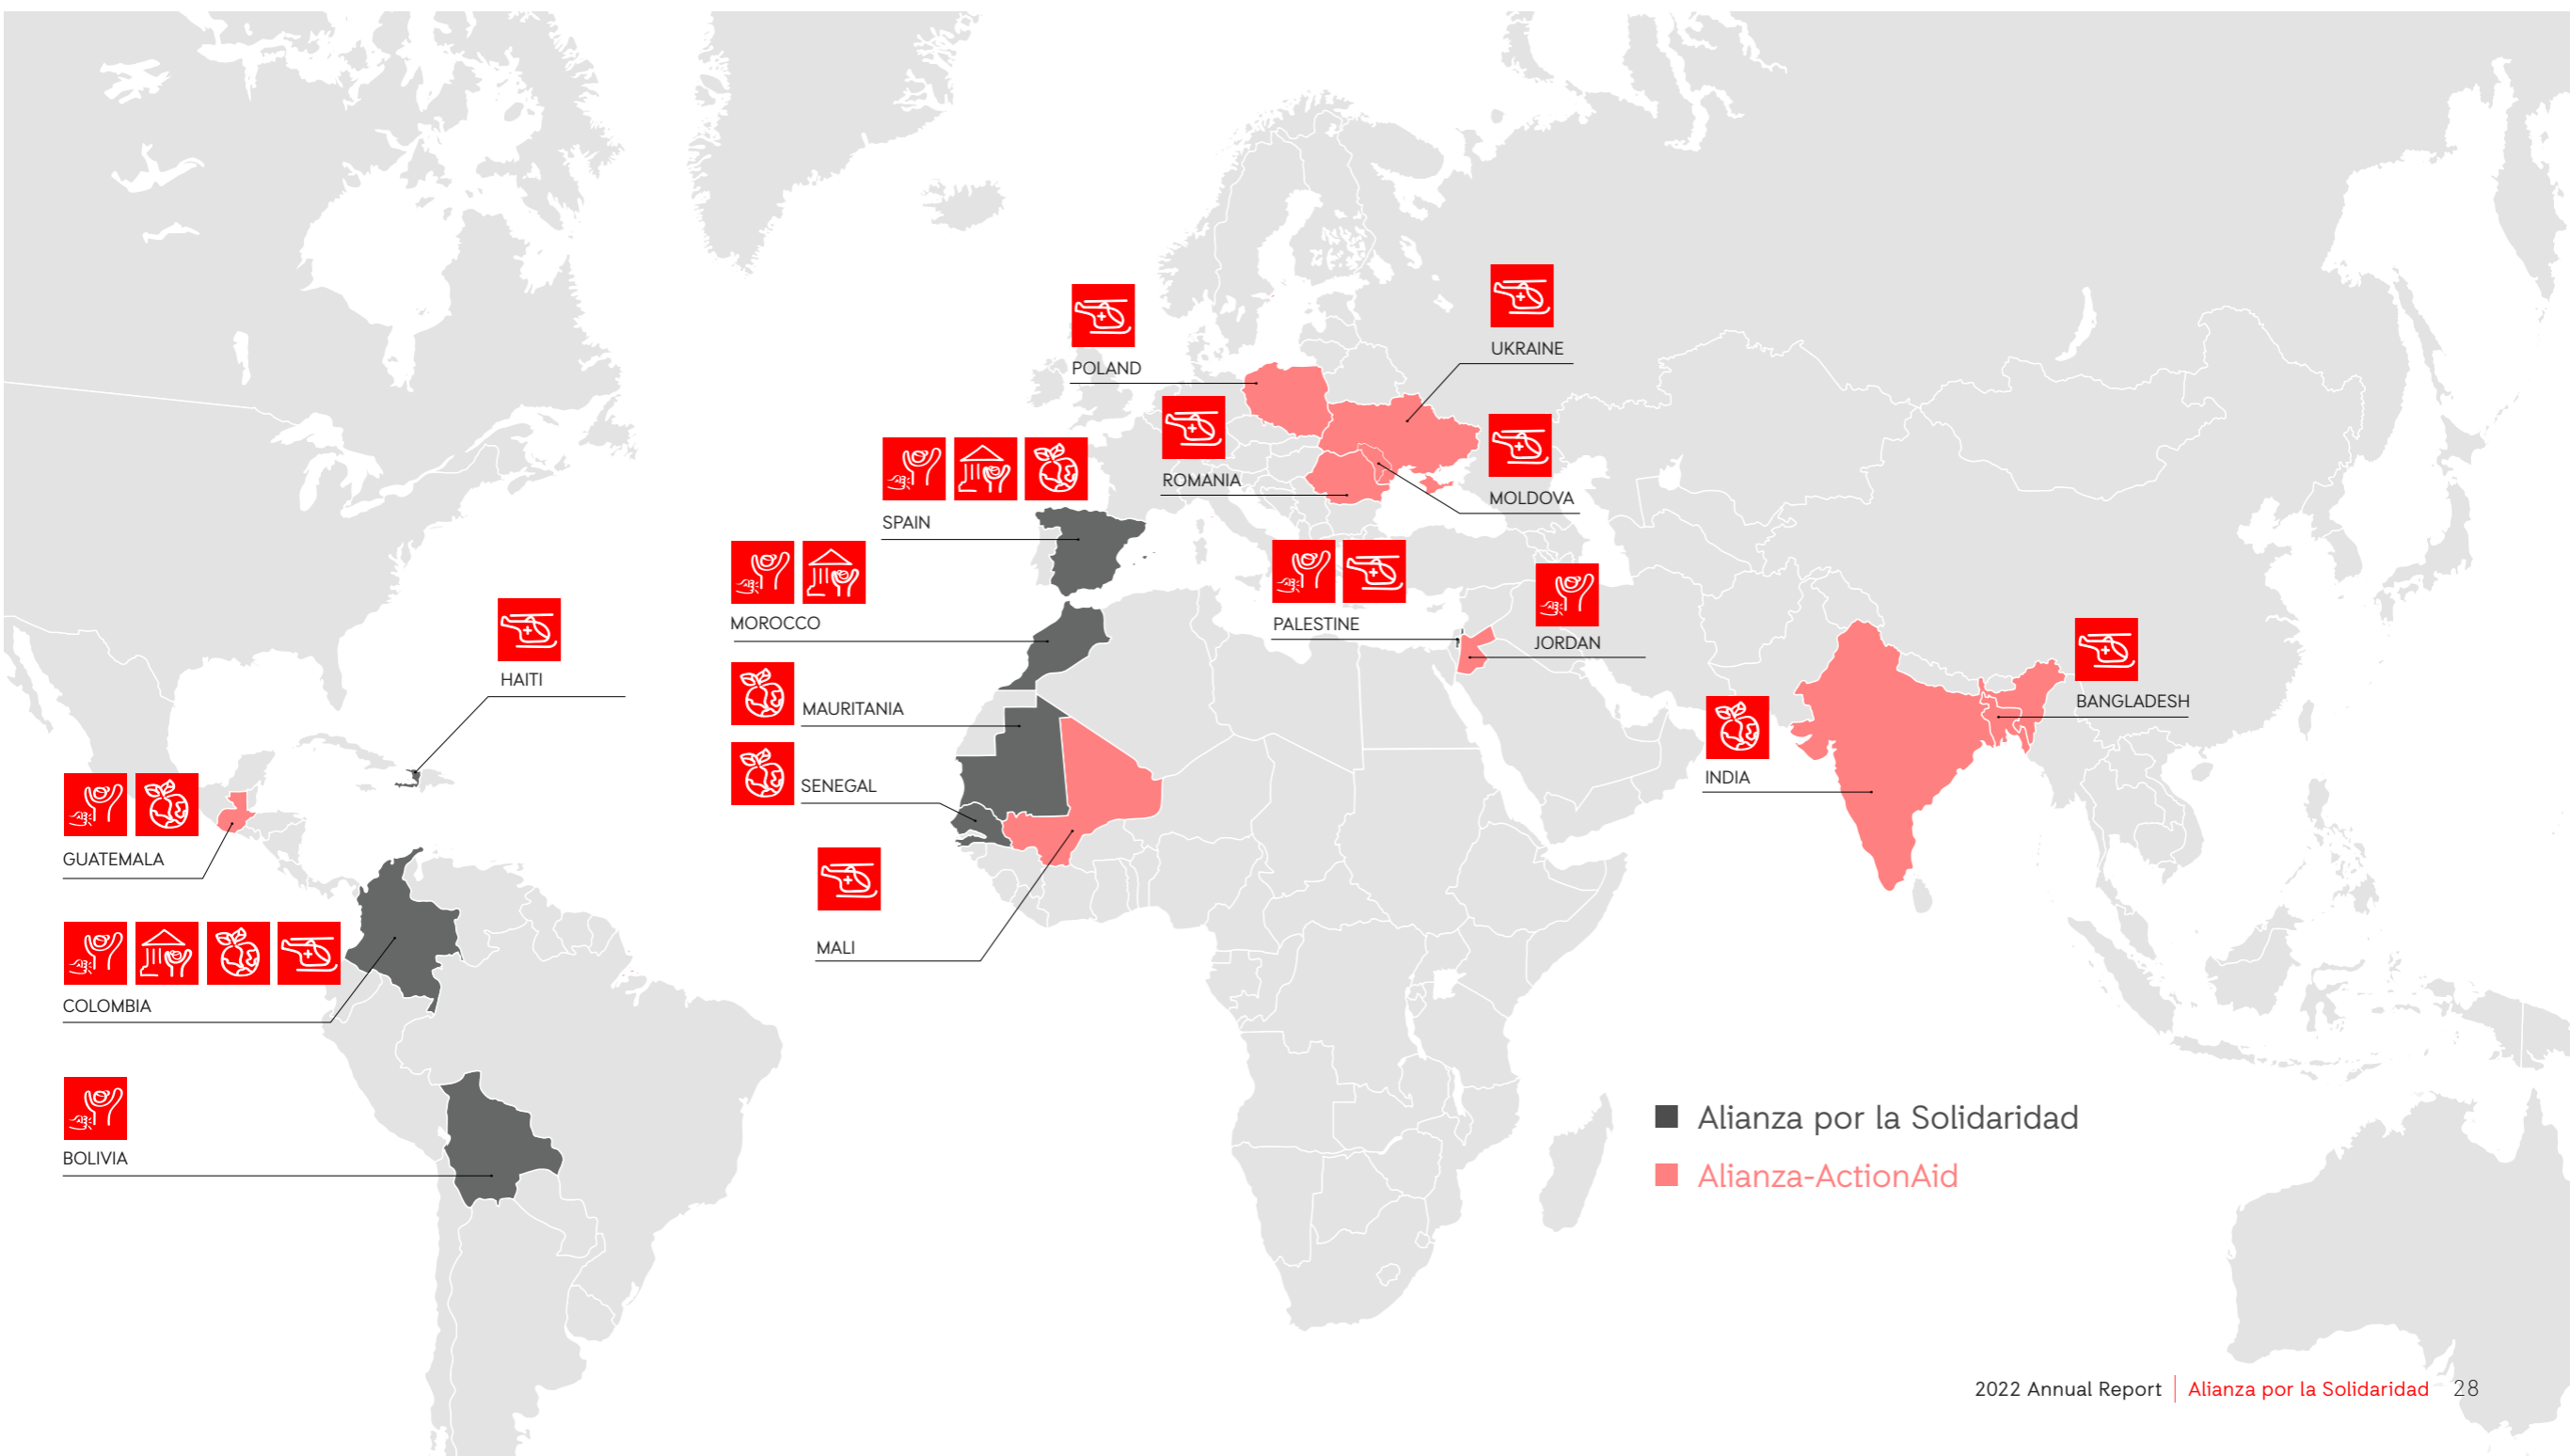 UKRAINE
POLAND
ROMANIA
MOLDOVA
SPAIN
MOROCCO
PALESTINE
JORDAN
HAITI
MAURITANIA
BANGLADESH
SENEGAL
INDIA
GUATEMALA
MALI
COLOMBIA
BOLIVIA
Alianza por la Solidaridad
Alianza-ActionAid
2022 Annual Report | Alianza por la Solidaridad 28